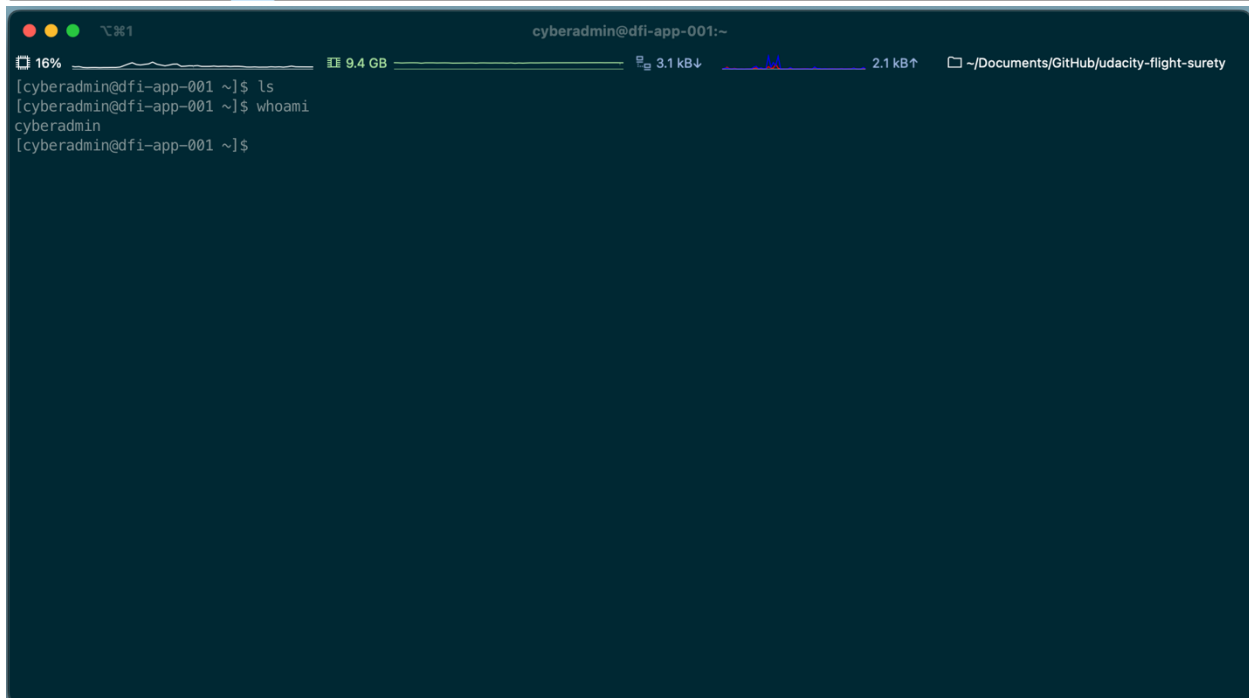 ⌥⌘1 cyberadmin@dfi-app-001:~
16% 9.4 GB 3.1 kB↓ 2.1 kB↑ ~/Documents/GitHub/udacity-flight-surety
[cyberadmin@dfi-app-001 ~]$ ls
[cyberadmin@dfi-app-001 ~]$ whoami
cyberadmin
[cyberadmin@dfi-app-001 ~]$